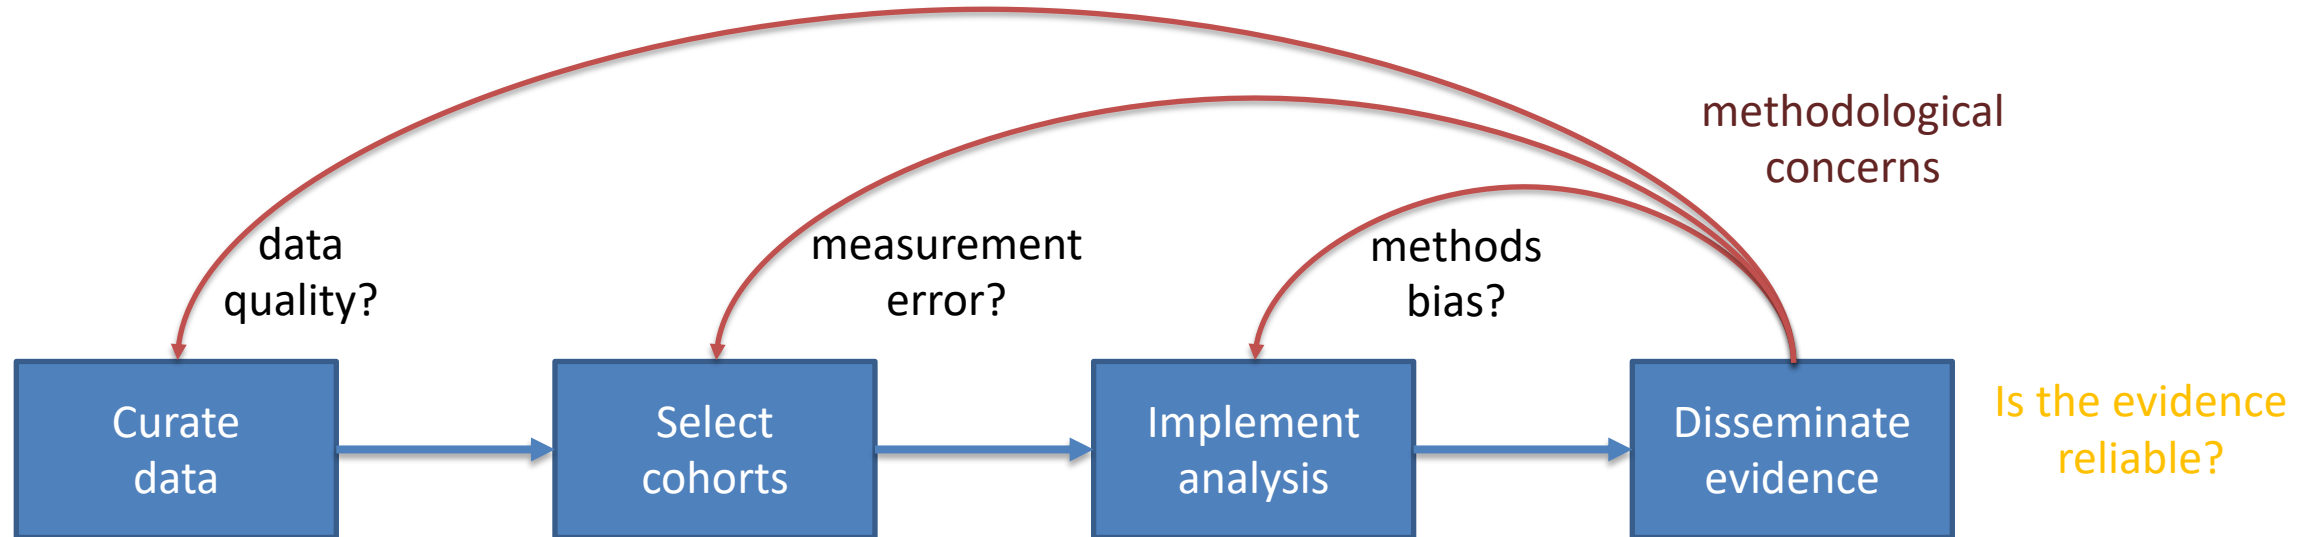 methodological
concerns
data
quality?
measurement
error?
methods
bias?
Curate
data
Select
cohorts
Implement
analysis
Disseminate
evidence
Is the evidence
reliable?